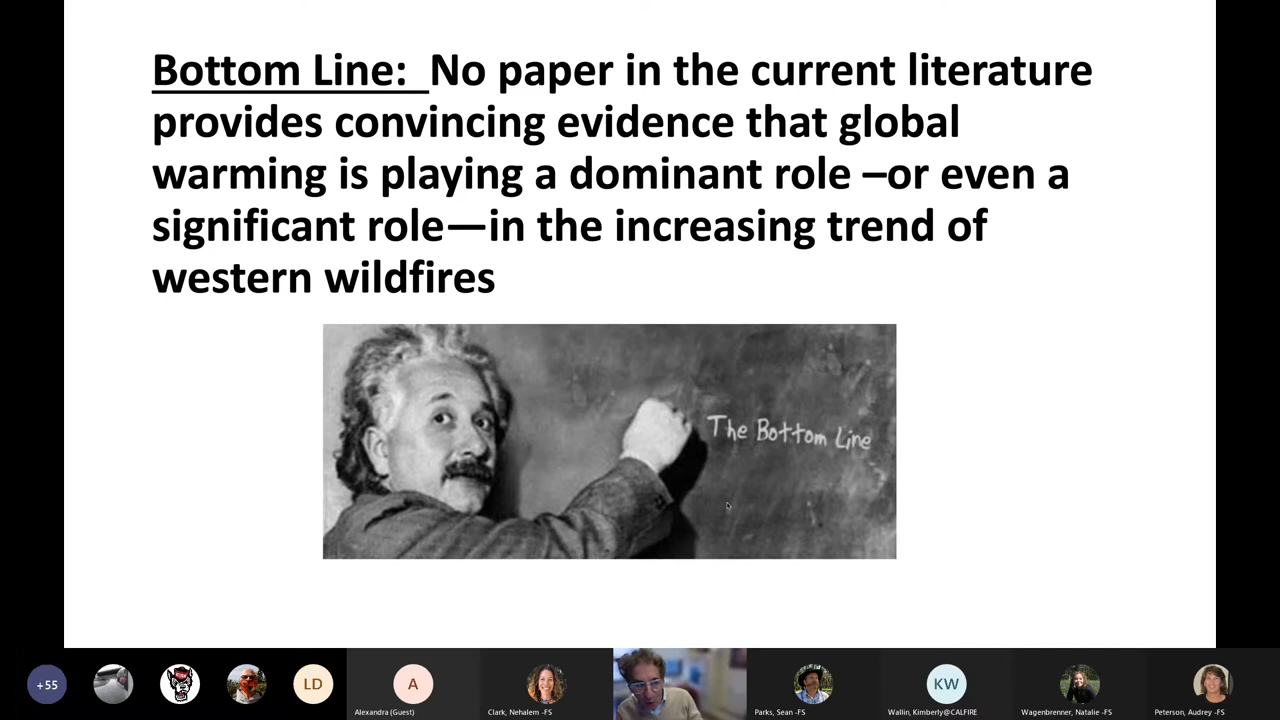 Bottom Line: No paper in the current literature
provides convincing evidence that global
warming is playing a dominant role –or even a
significant role—in the increasing trend of
western wildfires
The Bottom Line
+55
LD
A
Alexandra (Guest)
Clark, Nehalem -FS
Parks, Sean -FS
KW
Wallin, Kimberly@CALFIRE
Wagenbrenner, Natalie -FS
Peterson, Audrey -FS